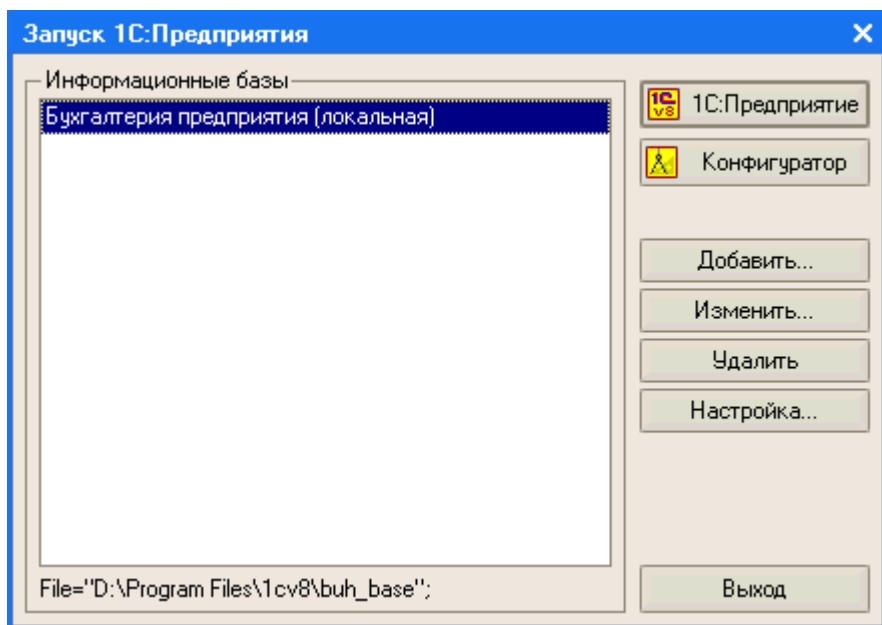 Запуск 1С:Предприятия
Информационные базы
Бухгалтерия предприятия (локальная)
File="D:\Program Files\1cv8\buh_base";
1С:Предприятие
Конфигуратор
Добавить...
Изменить...
Удалить
Настройка...
Выход